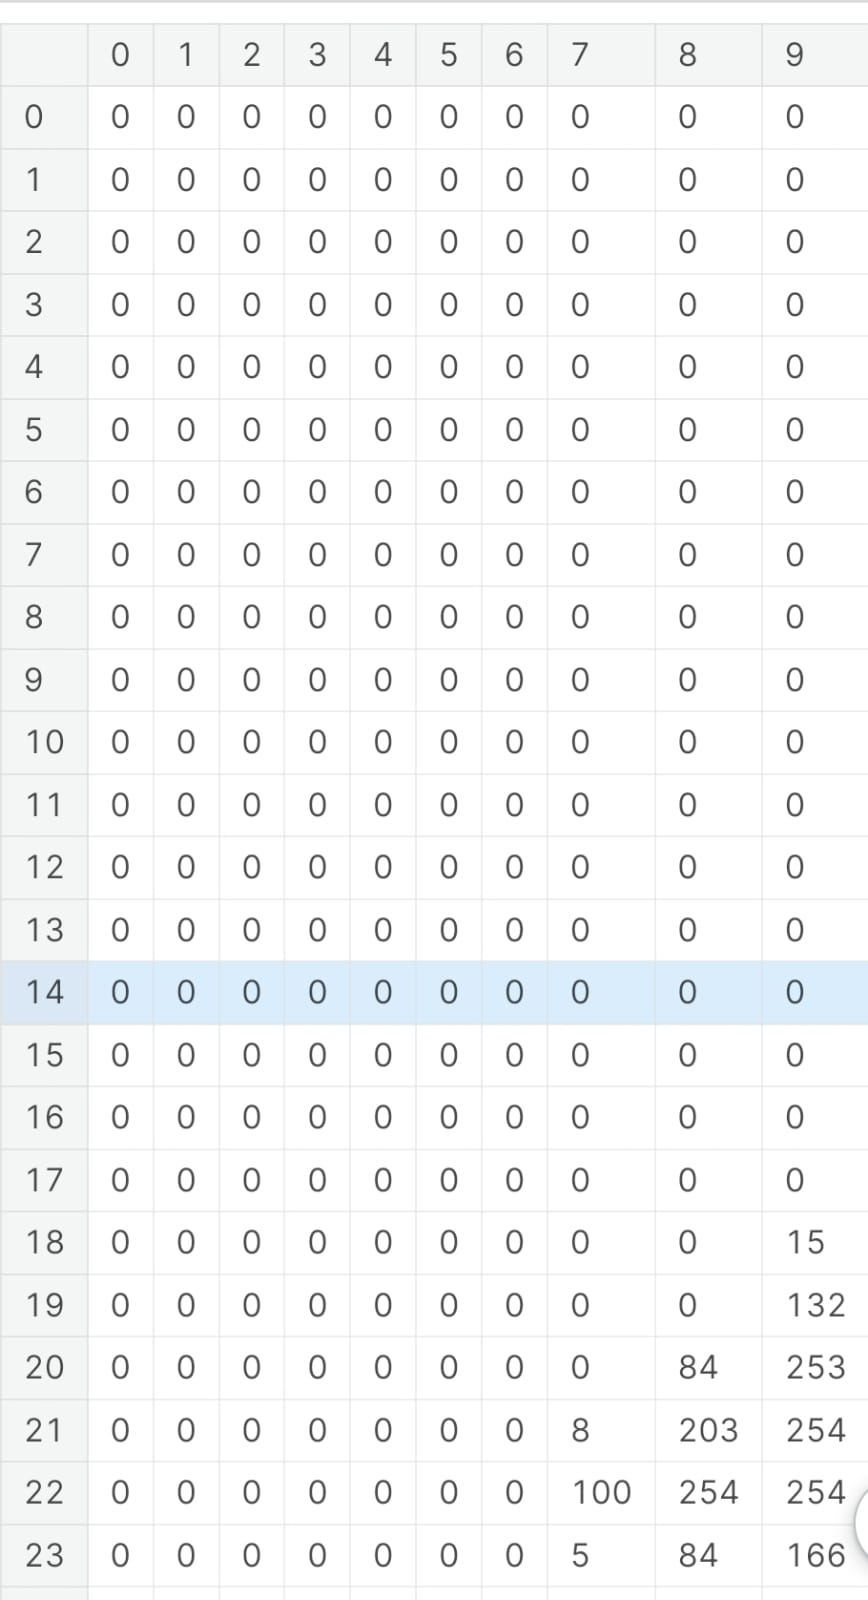 0 1 2 3 4 5 6 7 8 9
0 0 0 0 0 0 0 0 0 0 0
1 0 0 0 0 0 0 0 0 0 0
2 0 0 0 0 0 0 0 0 0 0
3 0 0 0 0 0 0 0 0 0 0
4 0 0 0 0 0 0 0 0 0 0
5 0 0 0 0 0 0 0 0 0 0
6 0 0 0 0 0 0 0 0 0 0
7 0 0 0 0 0 0 0 0 0 0
8 0 0 0 0 0 0 0 0 0 0
9 0 0 0 0 0 0 0 0 0 0
10 0 0 0 0 0 0 0 0 0 0
11 0 0 0 0 0 0 0 0 0 0
12 0 0 0 0 0 0 0 0 0 0
13 0 0 0 0 0 0 0 0 0 0
14 0 0 0 0 0 0 0 0 0 0
15 0 0 0 0 0 0 0 0 0 0
16 0 0 0 0 0 0 0 0 0 0
17 0 0 0 0 0 0 0 0 0 0
18 0 0 0 0 0 0 0 0 0 15
19 0 0 0 0 0 0 0 0 0 132
20 0 0 0 0 0 0 0 0 84 253
21 0 0 0 0 0 0 0 8 203 254
22 0 0 0 0 0 0 0 100 254 254
23 0 0 0 0 0 0 0 5 84 166